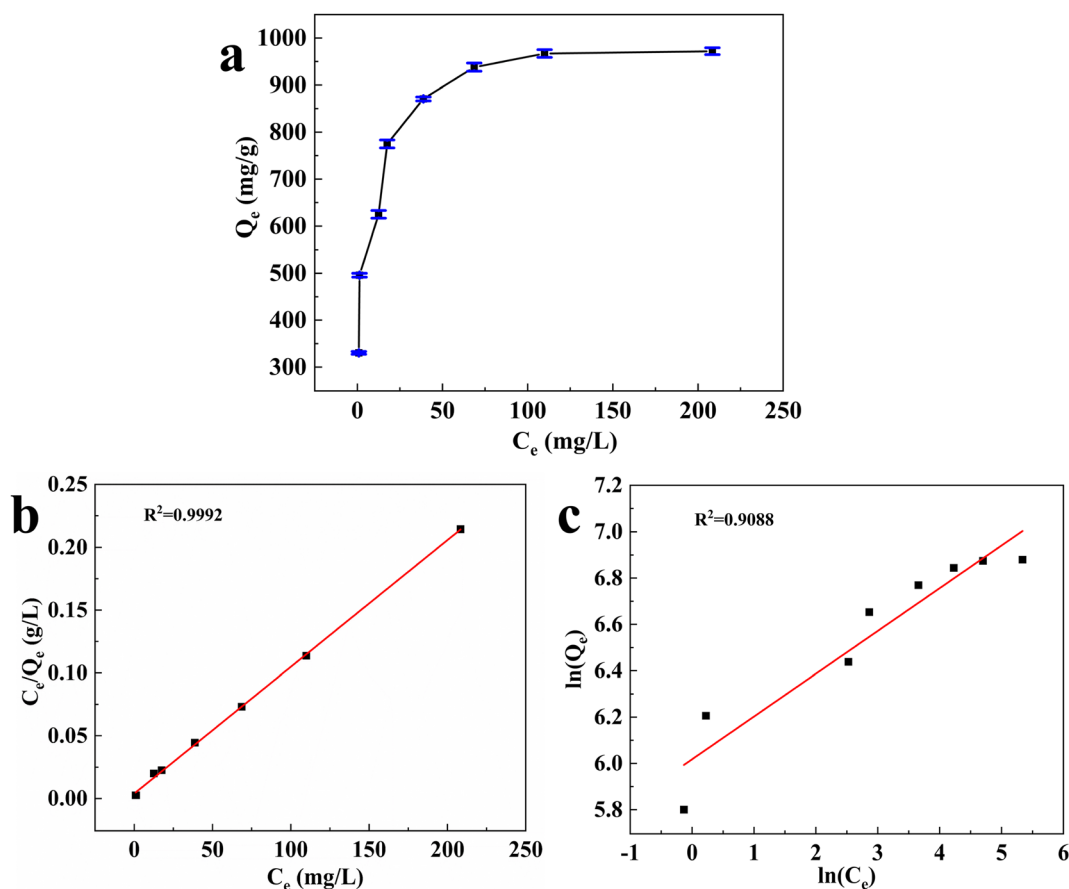 a
1000
900
800
700
600
500
400
300
Qe (mg/g)
0 50 100 150 200 250
Ce (mg/L)
b
R2=0.9992
0.25
0.20
0.15
0.10
0.05
0.00
Ce/Qe (g/L)
0 50 100 150 200 250
Ce (mg/L)
c
R2=0.9088
7.2
7.0
6.8
6.6
6.4
6.2
6.0
5.8
ln(Qe)
-1 0 1 2 3 4 5 6
ln(Ce)